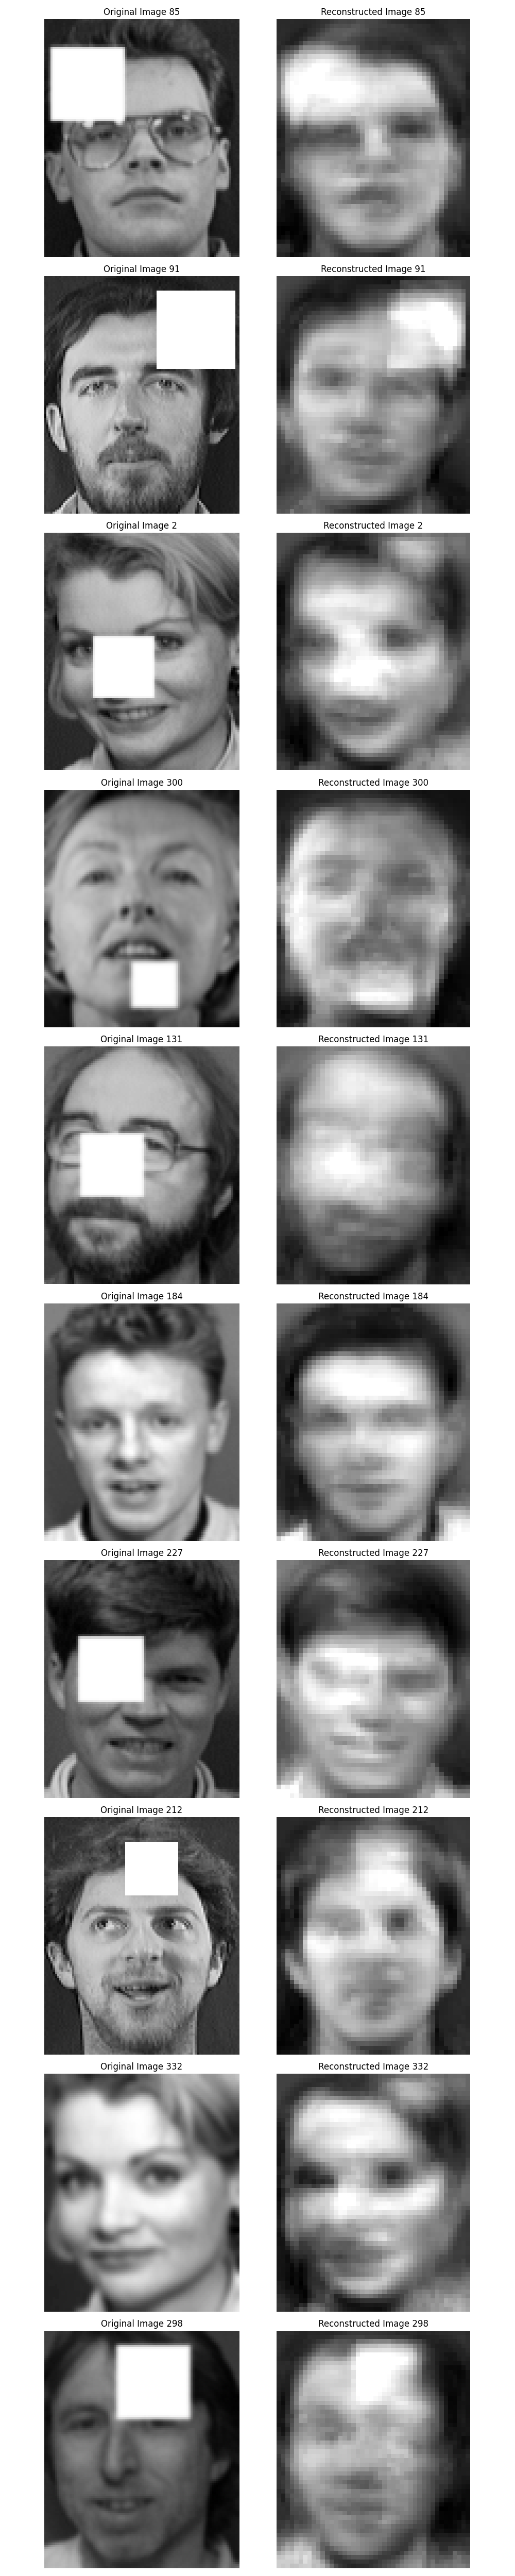 Original Image 85
Reconstructed Image 85
Original Image 91
Reconstructed Image 91
Original Image 2
Reconstructed Image 2
Original Image 300
Reconstructed Image 300
Original Image 131
Reconstructed Image 131
Original Image 184
Reconstructed Image 184
Original Image 227
Reconstructed Image 227
Original Image 212
Reconstructed Image 212
Original Image 332
Reconstructed Image 332
Original Image 298
Reconstructed Image 298